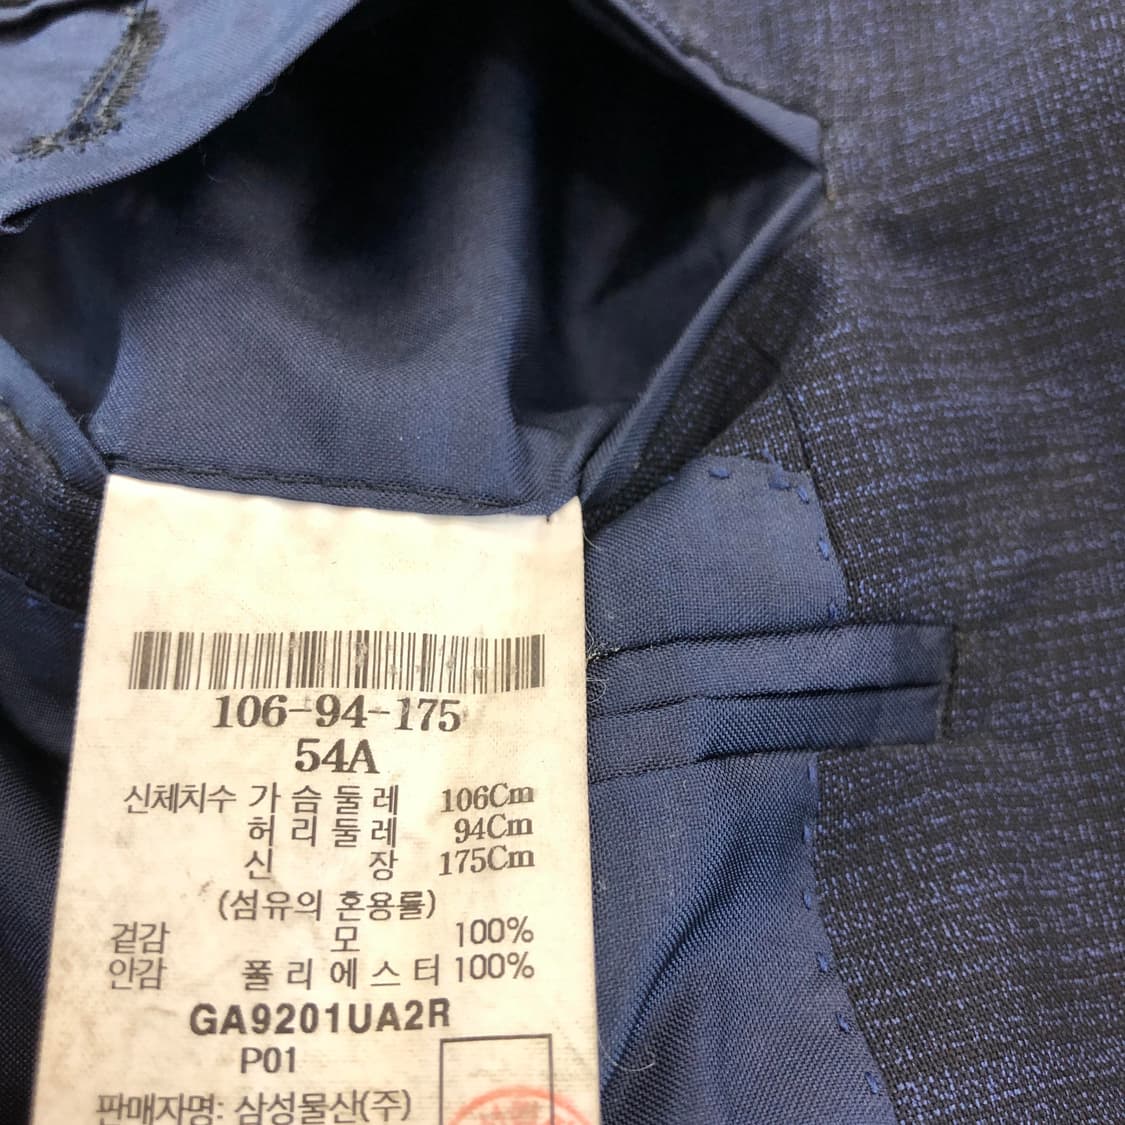 106-94-175
54A
신체치수 가슴둘레 106Cm
허리둘레 94Cm
신장 175Cm
(섬유의 혼용률)
겉감 모 100%
안감 폴리에스터 100%
GA9201UA2R
P01
판매자명: 삼성물산(주)